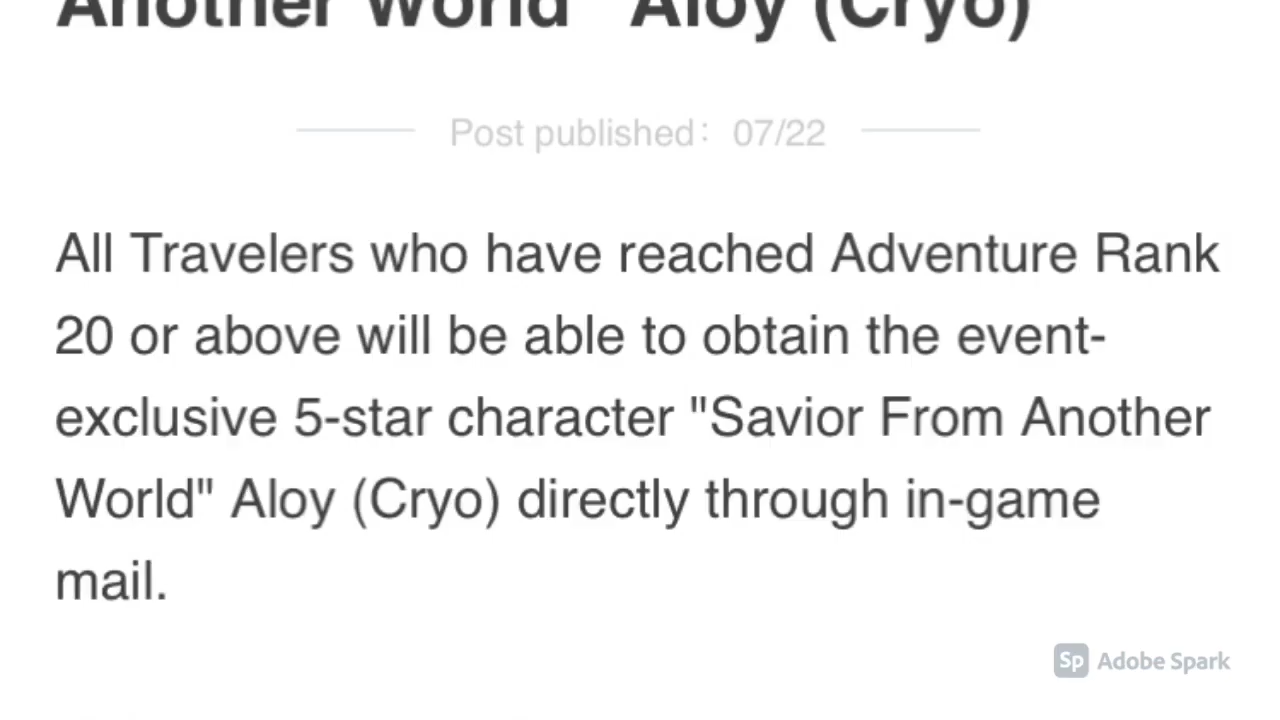 Another World" Aloy (Cryo)
Post published: 07/22
All Travelers who have reached Adventure Rank
20 or above will be able to obtain the event-
exclusive 5-star character "Savior From Another
World" Aloy (Cryo) directly through in-game
mail.
Sp Adobe Spark